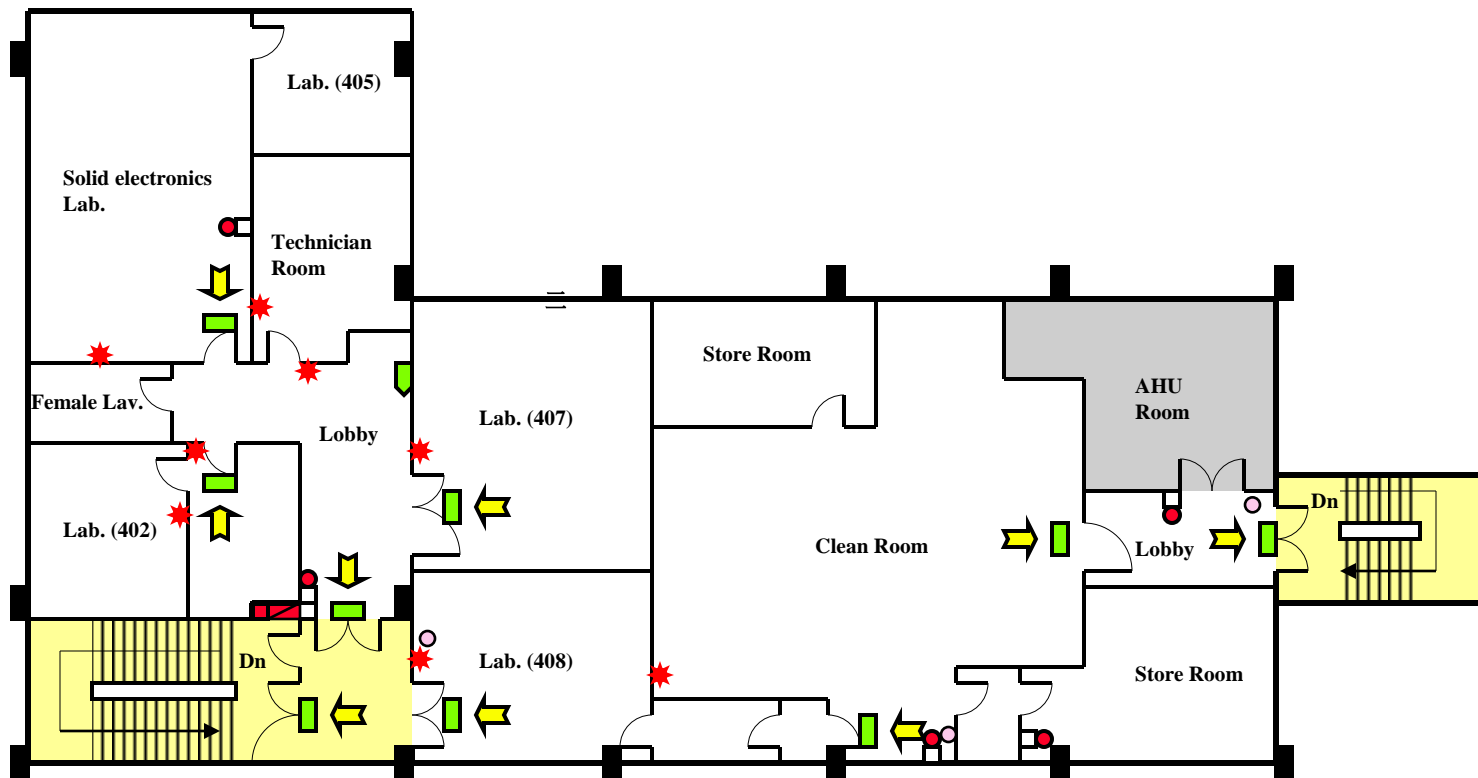 Lab. (405)
Solid electronics
Lab.
Technician
Room
二
Store Room
AHU
Room
Female Lav.
Lobby
Lab. (407)
Dn
Lab. (402)
Clean Room
Lobby
Dn
Lab. (408)
Store Room